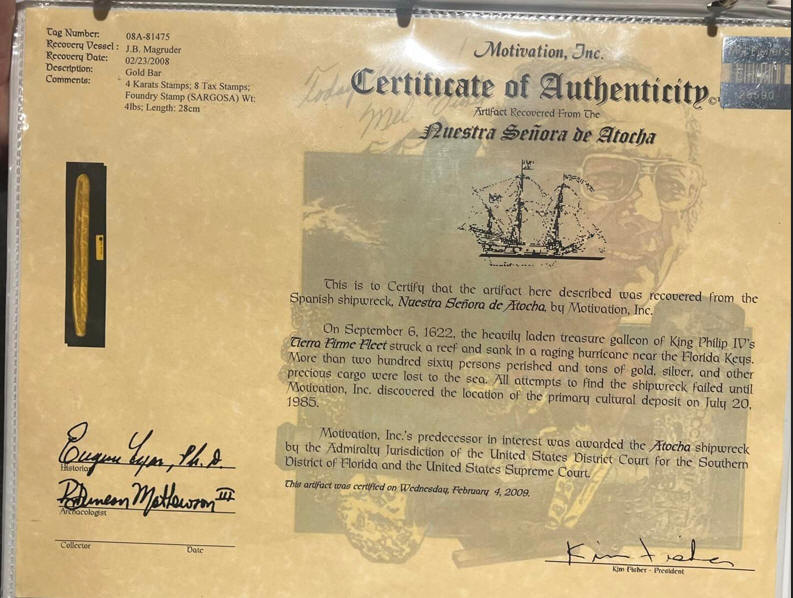 Tag Number: 08A-81475
Recovery Vessel: J.B. Magruder
Recovery Date: 02/23/2008
Description: Gold Bar
Comments: 4 Karats Stamps; 8 Tax Stamps;
Foundry Stamp (SARGOSA) Wt:
4lbs; Length: 28cm
Motivation, Inc.
Certificate of Authenticity
Artifact Recovered From The
Nuestra Señora de Atocha
Today
Mel
This is to Certify that the artifact here described was recovered from the
Spanish shipwreck, Nuestra Señora de Atocha, by Motivation, Inc.
On September 6, 1622, the heavily laden treasure galleon of King Philip IV's
Tierra Firme Fleet struck a reef and sank in a raging hurricane near the Florida Keys.
More than two hundred sixty persons perished and tons of gold, silver, and other
precious cargo were lost to the sea. All attempts to find the shipwreck failed until
Motivation, Inc. discovered the location of the primary cultural deposit on July 20,
1985.
Motivation, Inc.'s predecessor in interest was awarded the Atocha shipwreck
by the Admiralty Jurisdiction of the United States District Court for the Southern
District of Florida and the United States Supreme Court.
This artifact was certified on Wednesday, February 4, 2009.
Eugene Lyon, Ph.D.
Historian
R Duncan Mathewson III
Archaeologist
Collector Date
Kim Fisher
Kim Fisher - President